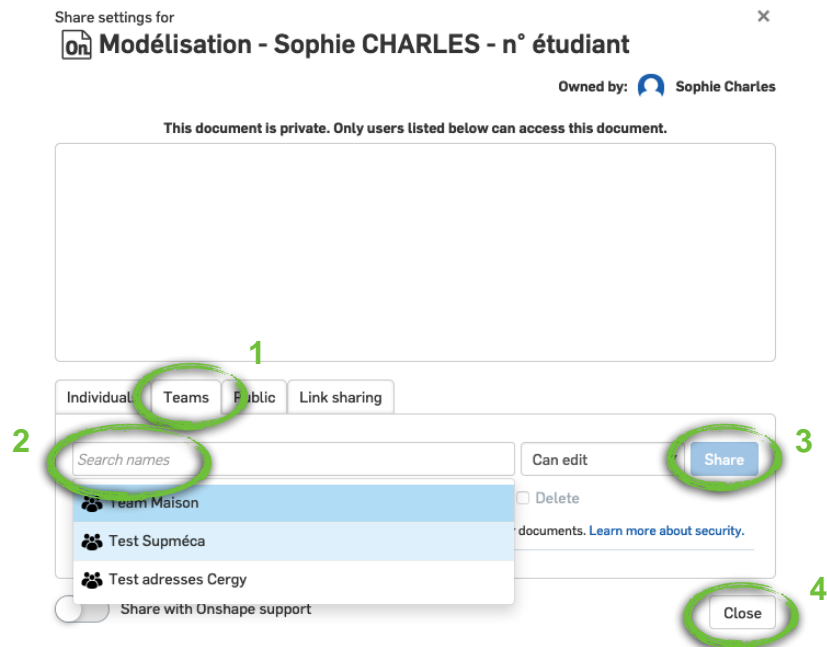 Share settings for
×
On Modélisation - Sophie CHARLES - n° étudiant
Owned by: Sophie Charles
This document is private. Only users listed below can access this document.
1
Individuals Teams Public Link sharing
2
Search names
Can edit
Share
3
Team Maison
Delete
documents. Learn more about security.
Test Supméca
Test adresses Cergy
Share with Onshape support
Close
4